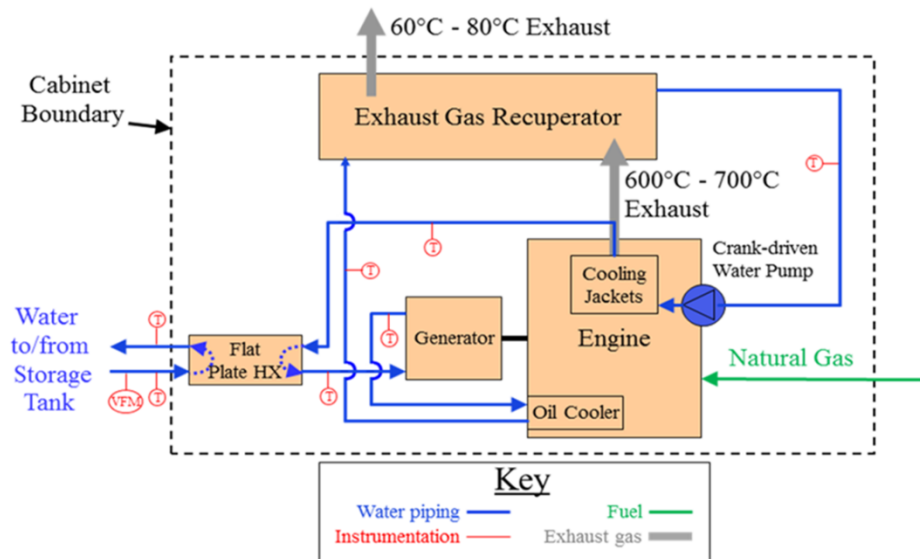 60°C - 80°C Exhaust
Cabinet
Boundary
Exhaust Gas Recuperator
T
600°C - 700°C
Exhaust
T
T
Crank-driven
Water Pump
Cooling
Jackets
Water
to/from
Storage
Tank
T
Flat
Plate HX
Generator
T
Engine
Natural Gas
VFM
T
T
Oil Cooler
Key
Water piping
Fuel
Instrumentation
Exhaust gas